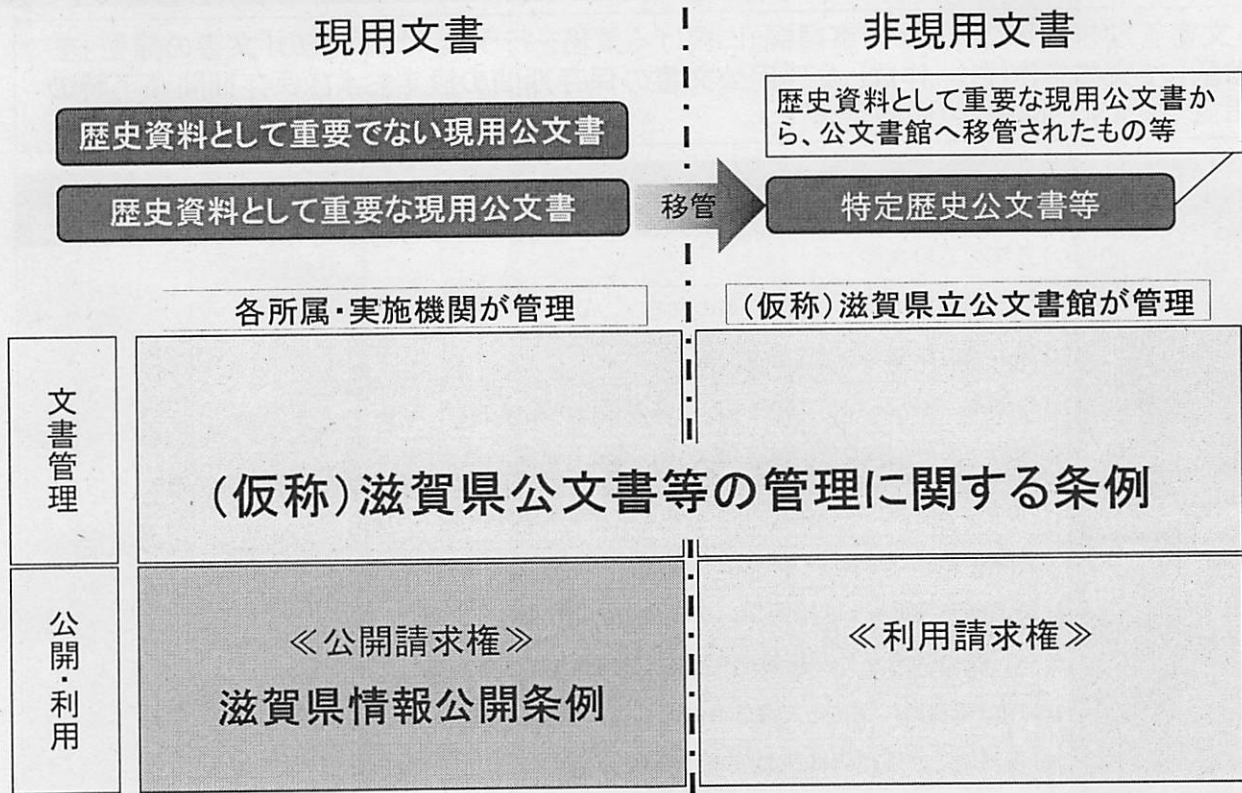 現用文書
非現用文書
歴史資料として重要でない現用公文書
歴史資料として重要な現用公文書
移管
歴史資料として重要な現用公文書か
ら、公文書館へ移管されたもの等
特定歴史公文書等
各所属・実施機関が管理
(仮称)滋賀県立公文書館が管理
文書管理
(仮称)滋賀県公文書等の管理に関する条例
公開・利用
≪公開請求権≫
滋賀県情報公開条例
≪利用請求権≫